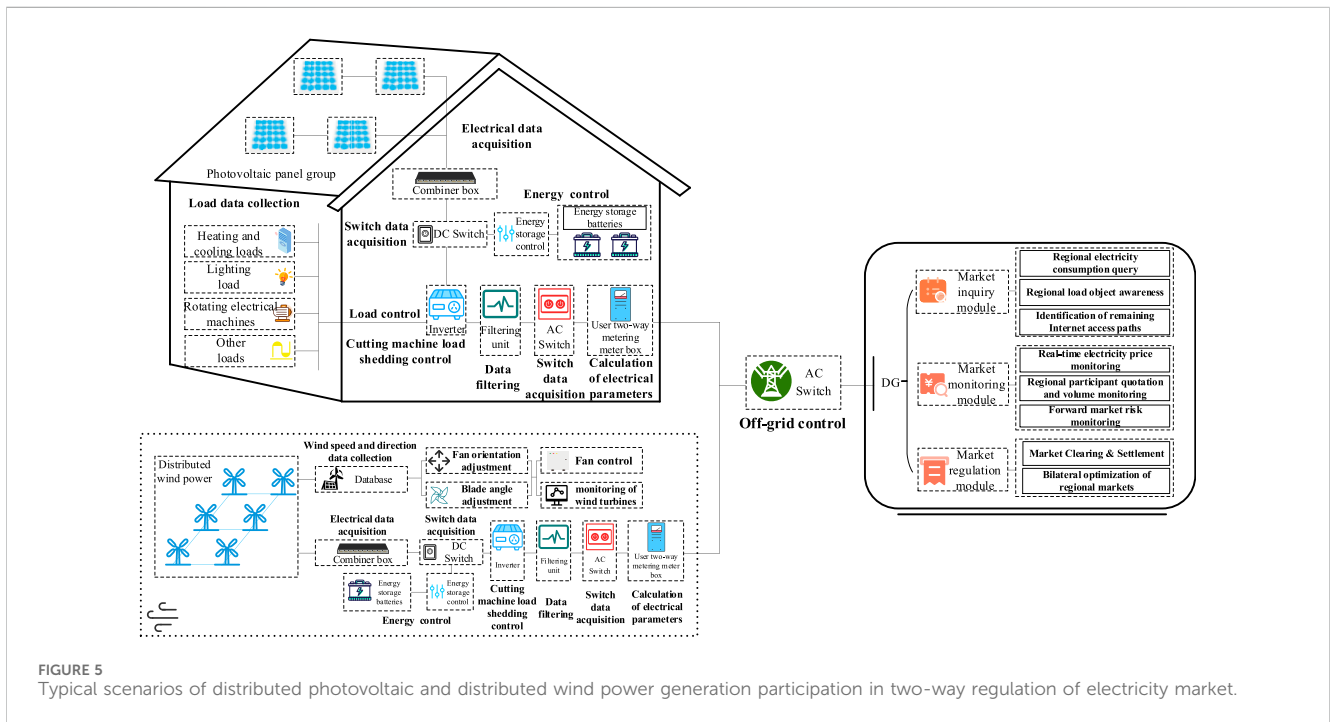 Photovoltaic panel group
Electrical data
acquisition
Combiner box
Load data collection
Heating and
cooling loads
Lighting
load
Rotating electrical
machines
Other
loads
Switch data
acquisition
DC Switch
Energy control
Energy
storage
control
Energy storage
batteries
Load control
Inverter
Cutting machine load
shedding control
Filtering
unit
Data
filtering
AC
Switch
Switch
data
acquisition
User two-way
metering
meter box
Calculation
of electrical
parameters
Distributed
wind power
Wind speed and direction
data collection
Database
Fan orientation
adjustment
Blade angle
adjustment
Fan control
monitoring of
wind turbines
Electrical data
acquisition
Combiner box
Switch data
acquisition
DC
Switch
Energy
storage
batteries
Energy
storage
control
Energy control
Inverter
Cutting
machine load
shedding
control
Filtering
unit
Data
filtering
AC
Switch
Switch
data
acquisition
User two-way
metering meter
box
Calculation
of electrical
parameters
AC
Switch
Off-grid control
DG
Market
inquiry
module
Regional electricity
consumption query
Regional load object awareness
Identification of remaining
Internet access paths
Market
monitoring
module
Real-time electricity price
monitoring
Regional participant quotation
and volume monitoring
Forward market risk
monitoring
Market
regulation
module
Market Clearing & Settlement
Bilateral optimization of
regional markets
FIGURE 5
Typical scenarios of distributed photovoltaic and distributed wind power generation participation in two-way regulation of electricity market.